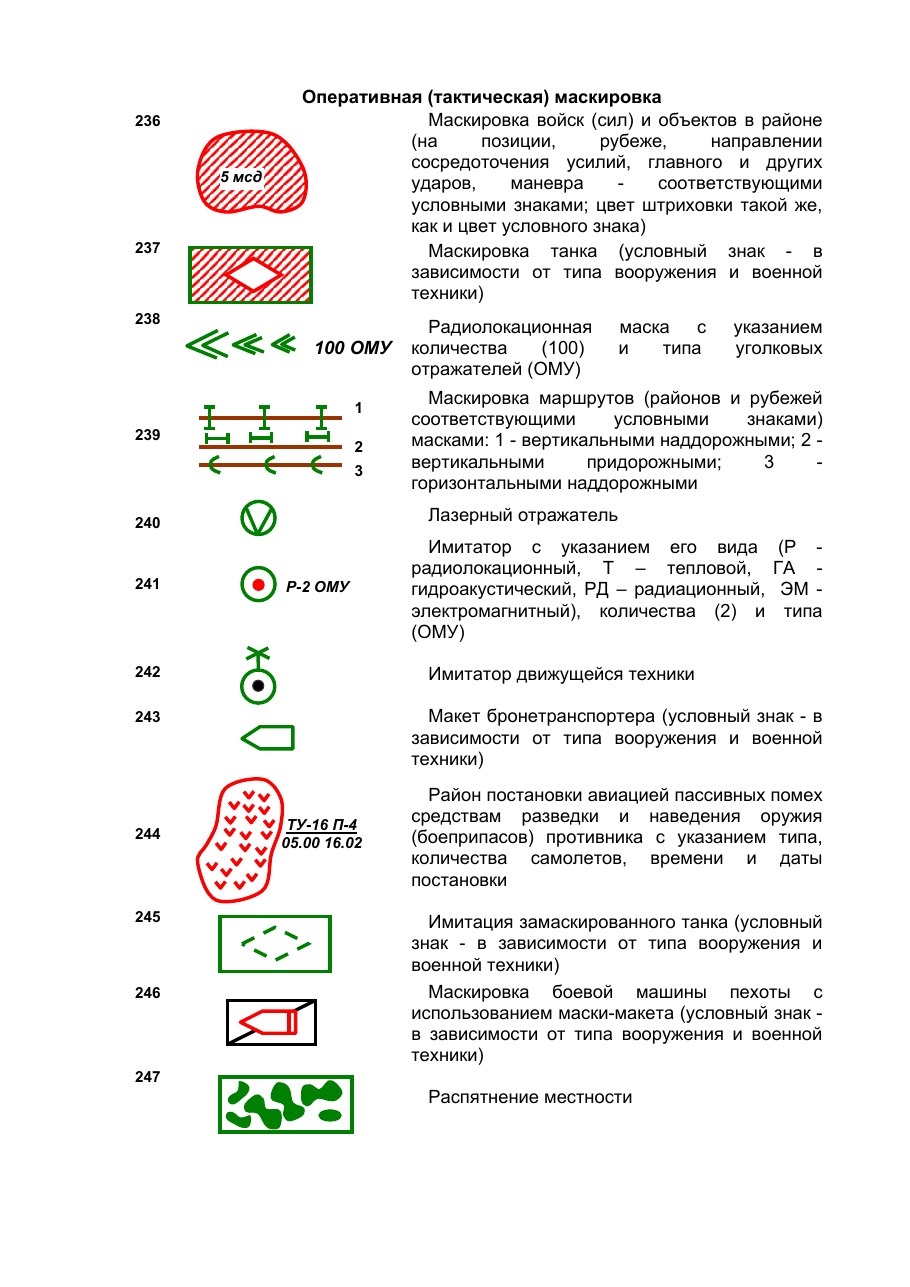 Оперативная (тактическая) маскировка
236
Маскировка войск (сил) и объектов в районе
(на позиции, рубеже, направлении
сосредоточения усилий, главного и других
ударов, маневра - соответствующими
условными знаками; цвет штриховки такой же,
как и цвет условного знака)
5 мсд
237
Маскировка танка (условный знак - в
зависимости от типа вооружения и военной
техники)
238
100 ОМУ
Радиолокационная маска с указанием
количества (100) и типа уголковых
отражателей (ОМУ)
239
1
2
3
Маскировка маршрутов (районов и рубежей
соответствующими условными знаками)
масками: 1 - вертикальными наддорожными; 2 -
вертикальными придорожными; 3 -
горизонтальными наддорожными
240
Лазерный отражатель
241
Р-2 ОМУ
Имитатор с указанием его вида (Р -
радиолокационный, Т – тепловой, ГА -
гидроакустический, РД – радиационный, ЭМ -
электромагнитный), количества (2) и типа
(ОМУ)
242
Имитатор движущейся техники
243
Макет бронетранспортера (условный знак - в
зависимости от типа вооружения и военной
техники)
244
ТУ-16 П-4
05.00 16.02
Район постановки авиацией пассивных помех
средствам разведки и наведения оружия
(боеприпасов) противника с указанием типа,
количества самолетов, времени и даты
постановки
245
Имитация замаскированного танка (условный
знак - в зависимости от типа вооружения и
военной техники)
246
Маскировка боевой машины пехоты с
использованием маски-макета (условный знак -
в зависимости от типа вооружения и военной
техники)
247
Распятнение местности